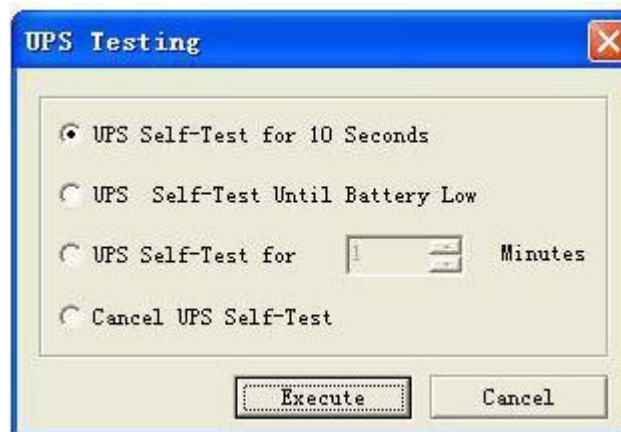 UPS Testing
UPS Self-Test for 10 Seconds
UPS Self-Test Until Battery Low
UPS Self-Test for 1 Minutes
Cancel UPS Self-Test
Execute Cancel